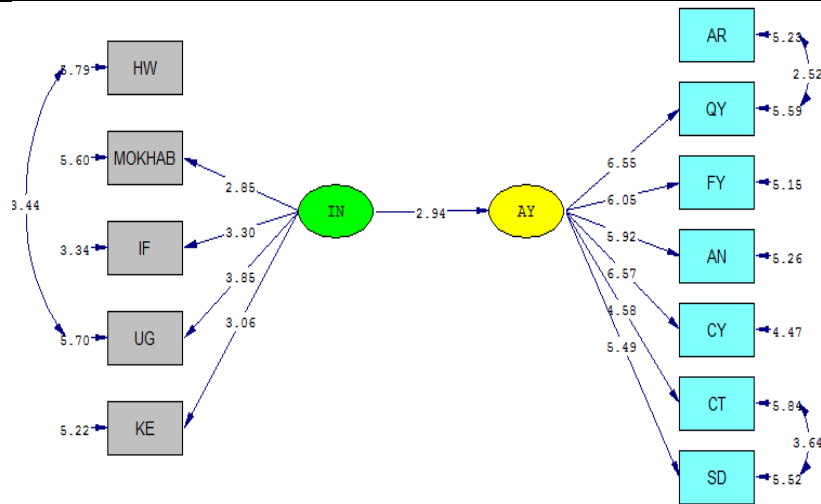 AR
5.23
HW
5.79
2.52
QY
5.59
MOKHAB
5.60
6.55
FY
5.15
2.85
6.05
3.44
IN
2.94
AY
3.30
5.92
IF
3.34
AN
5.26
3.85
6.57
3.06
4.58
UG
5.70
CY
4.47
5.49
KE
5.22
CT
5.84
3.64
SD
5.52